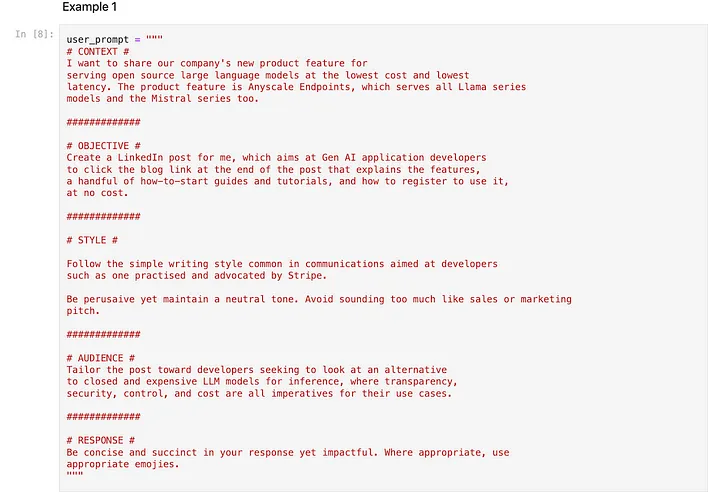 Example 1
In [8]:
user_prompt = """
# CONTEXT #
I want to share our company's new product feature for
serving open source large language models at the lowest cost and lowest
latency. The product feature is Anyscale Endpoints, which serves all Llama series
models and the Mistral series too.
#############
# OBJECTIVE #
Create a LinkedIn post for me, which aims at Gen AI application developers
to click the blog link at the end of the post that explains the features,
a handful of how-to-start guides and tutorials, and how to register to use it,
at no cost.
#############
# STYLE #
Follow the simple writing style common in communications aimed at developers
such as one practised and advocated by Stripe.
Be perusaive yet maintain a neutral tone. Avoid sounding too much like sales or marketing
pitch.
#############
# AUDIENCE #
Tailor the post toward developers seeking to look at an alternative
to closed and expensive LLM models for inference, where transparency,
security, control, and cost are all imperatives for their use cases.
#############
# RESPONSE #
Be concise and succinct in your response yet impactful. Where appropriate, use
appropriate emojies.
"""